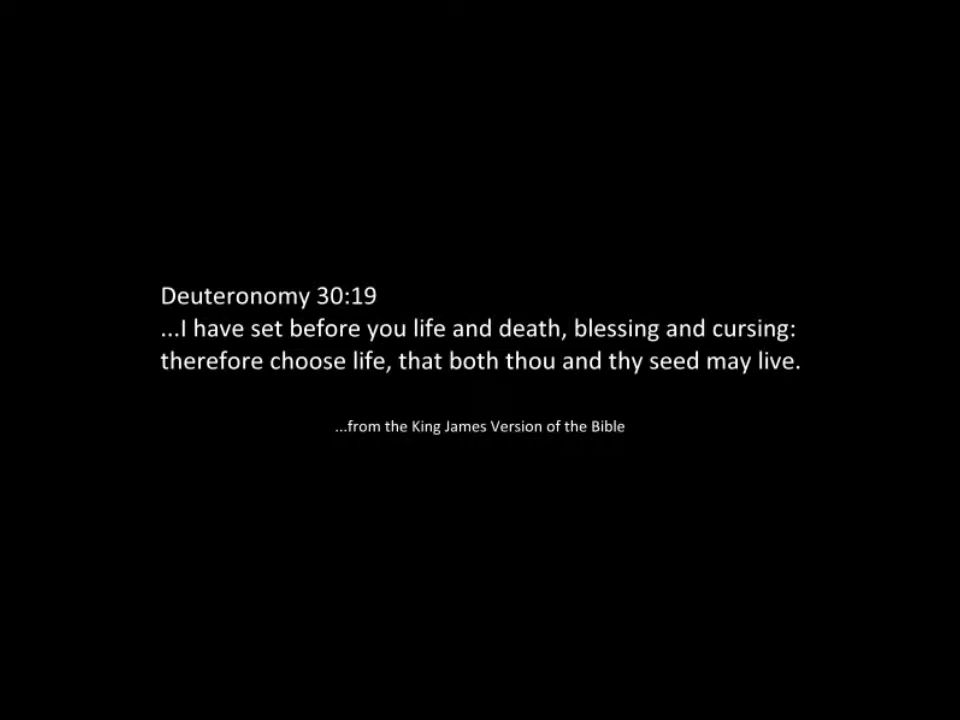 Deuteronomy 30:19
...I have set before you life and death, blessing and cursing:
therefore choose life, that both thou and thy seed may live.
...from the King James Version of the Bible